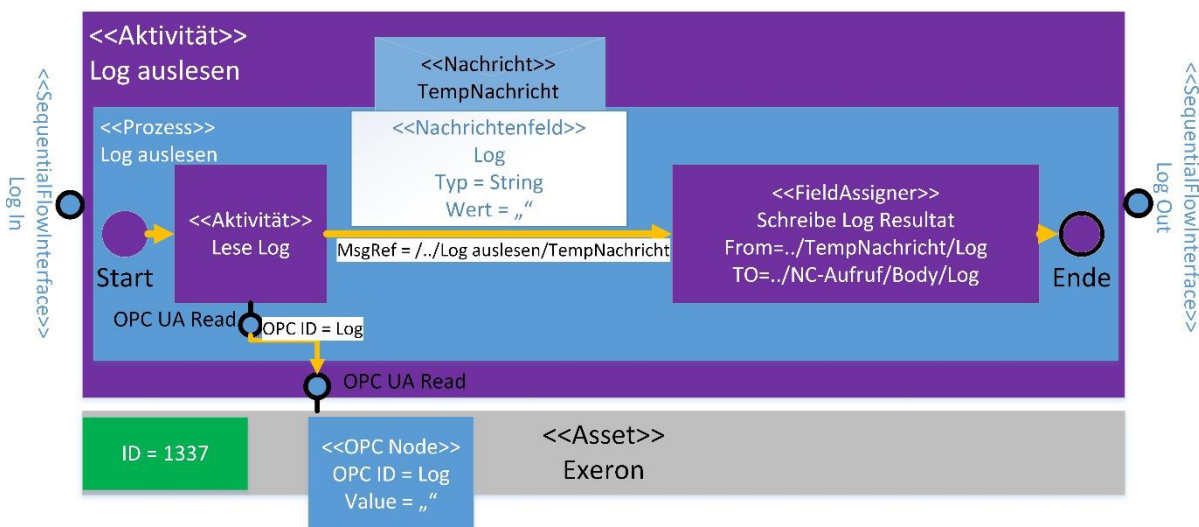 <<Aktivität>>
Log auslesen
<<Nachricht>>
TempNachricht
<<SequentialFlowInterface>>
Log In
<<Prozess>>
Log auslesen
<<Nachrichtenfeld>>
Log
Typ = String
Wert = „“
Start
<<Aktivität>>
Lese Log
MsgRef = /../Log auslesen/TempNachricht
<<FieldAssigner>>
Schreibe Log Resultat
From=../TempNachricht/Log
TO=../NC-Aufruf/Body/Log
Ende
<<SequentialFlowInterface>>
Log Out
OPC UA Read
OPC ID = Log
OPC UA Read
ID = 1337
<<OPC Node>>
OPC ID = Log
Value = „“
<<Asset>>
Exeron